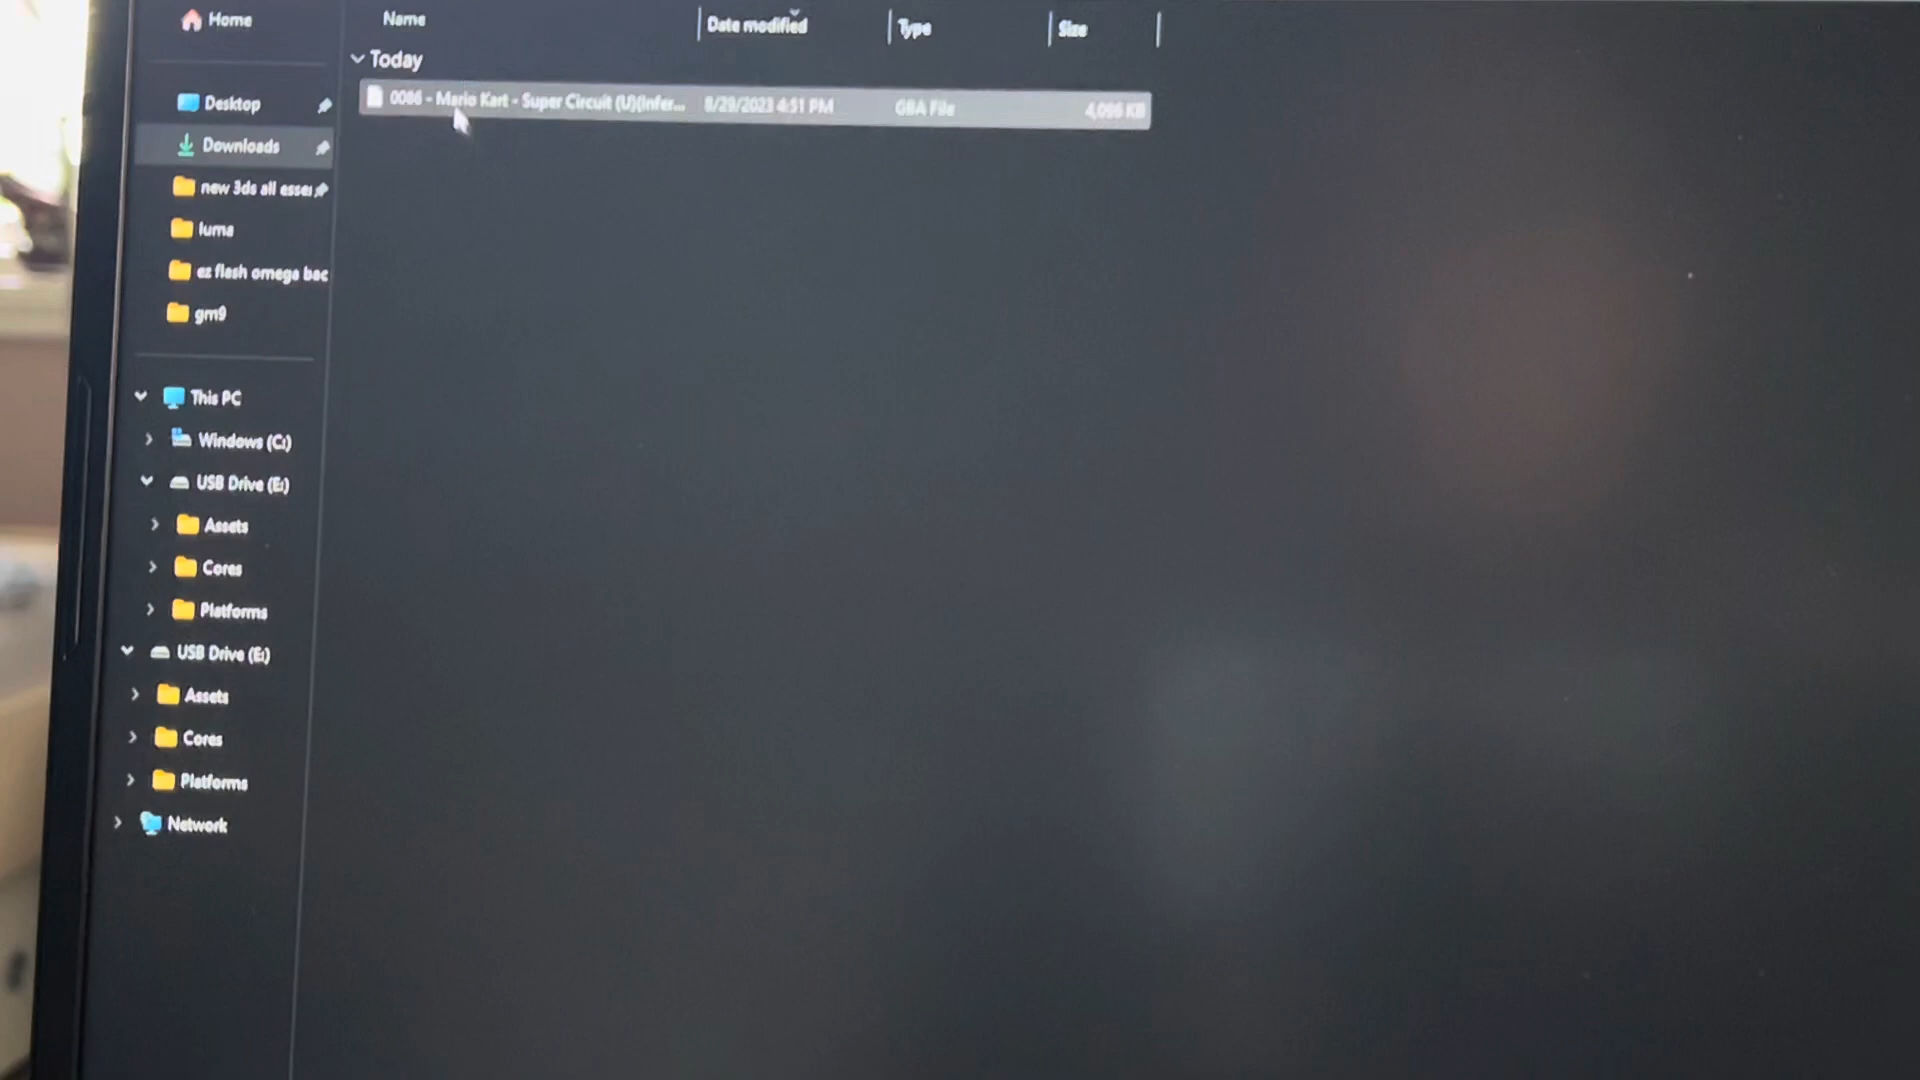 Home
Name Date modified Type Size
Today
0086 - Mario Kart - Super Circuit (U)(Infer... 8/29/2023 4:51 PM GBA File 4,096 KB
Desktop
Downloads
new 3ds all esser
luma
ez flash omega bac
gm9
This PC
Windows (C:)
USB Drive (E:)
Assets
Cores
Platforms
USB Drive (E:)
Assets
Cores
Platforms
Network